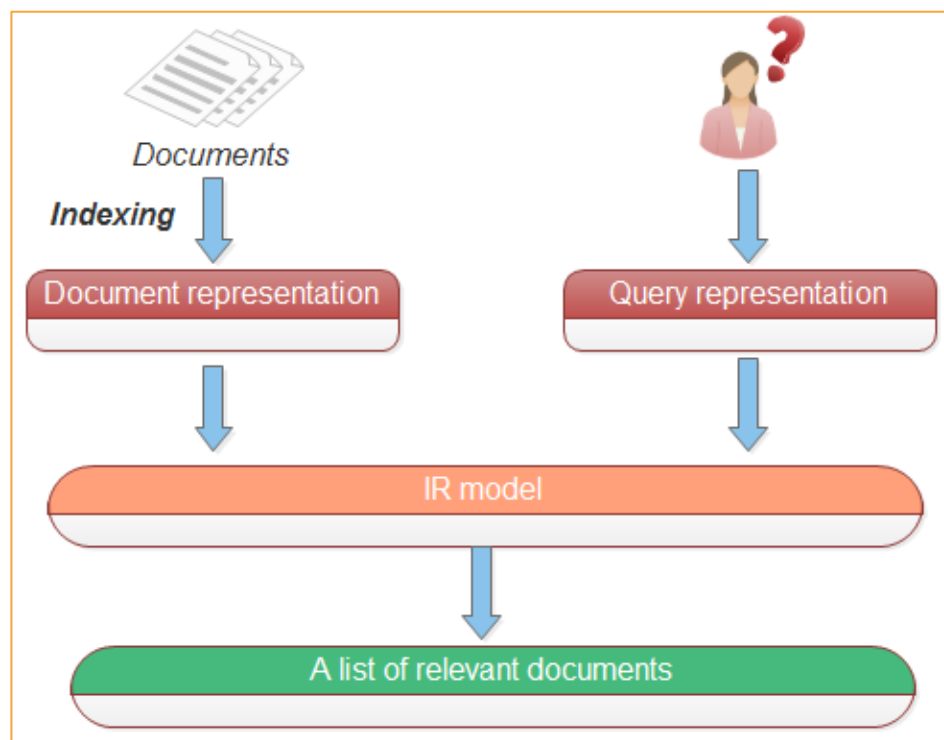 Documents
Indexing
Document representation
Query representation
IR model
A list of relevant documents